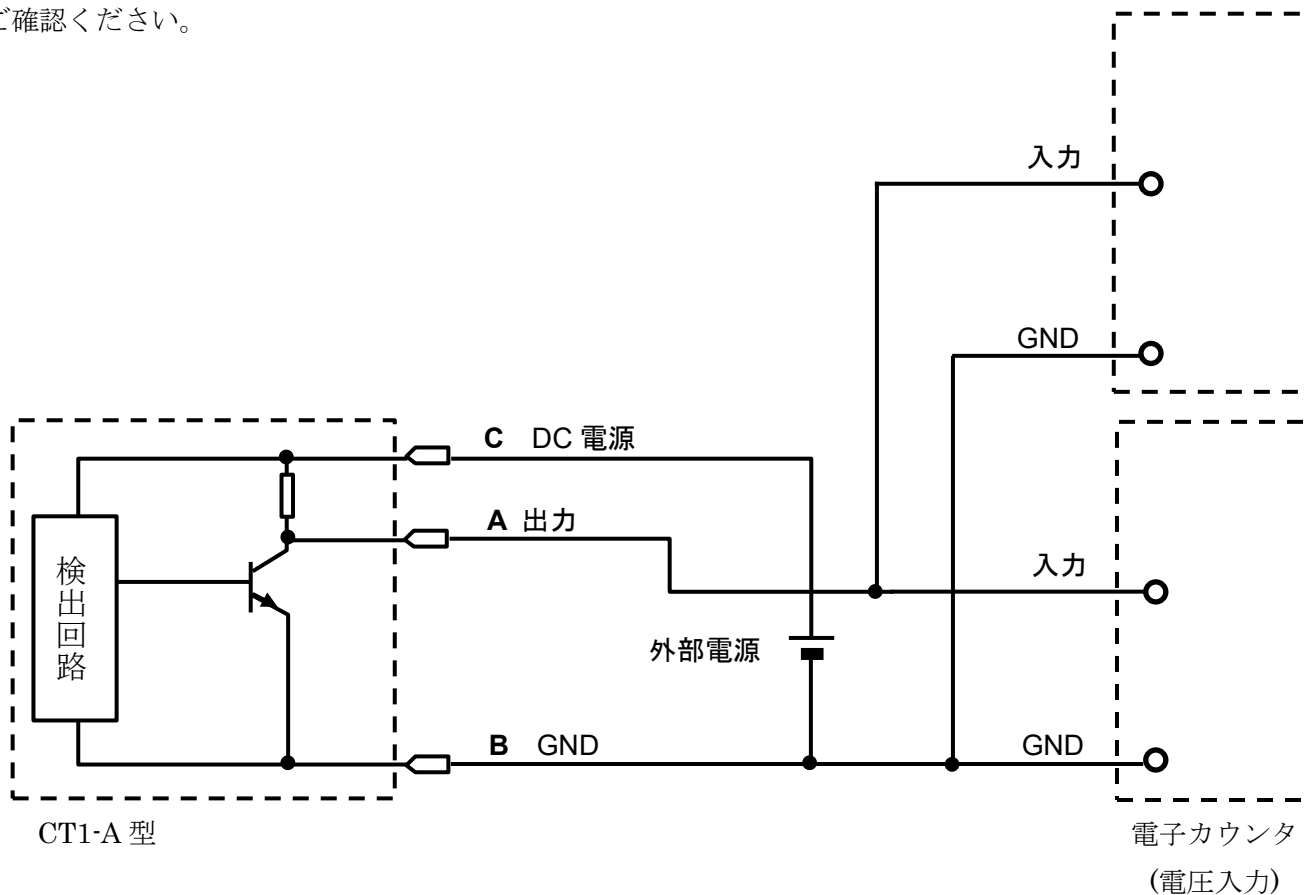 ご確認ください。
入力
GND
C DC 電源
A 出力
検出回路
入力
外部電源
B GND
GND
CT1-A 型
電子カウンタ
(電圧入力)